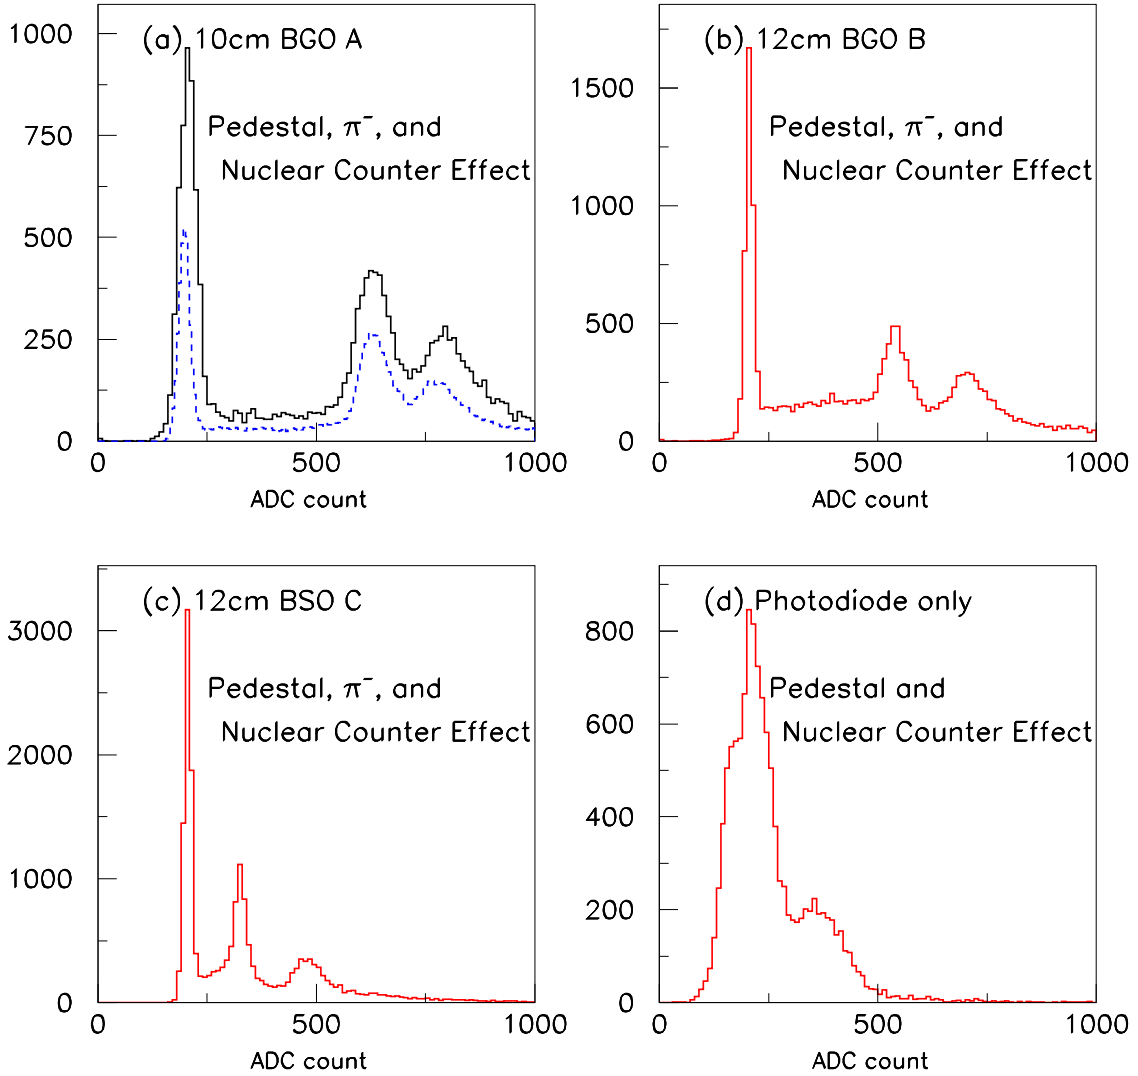 (a) 10cm BGO A
Pedestal, π⁻, and
Nuclear Counter Effect
1000
750
500
250
0
0 500 1000
ADC count
(b) 12cm BGO B
Pedestal, π⁻, and
Nuclear Counter Effect
1500
1000
500
0
0 500 1000
ADC count
(c) 12cm BSO C
Pedestal, π⁻, and
Nuclear Counter Effect
3000
2000
1000
0
0 500 1000
ADC count
(d) Photodiode only
Pedestal and
Nuclear Counter Effect
800
600
400
200
0
0 500 1000
ADC count